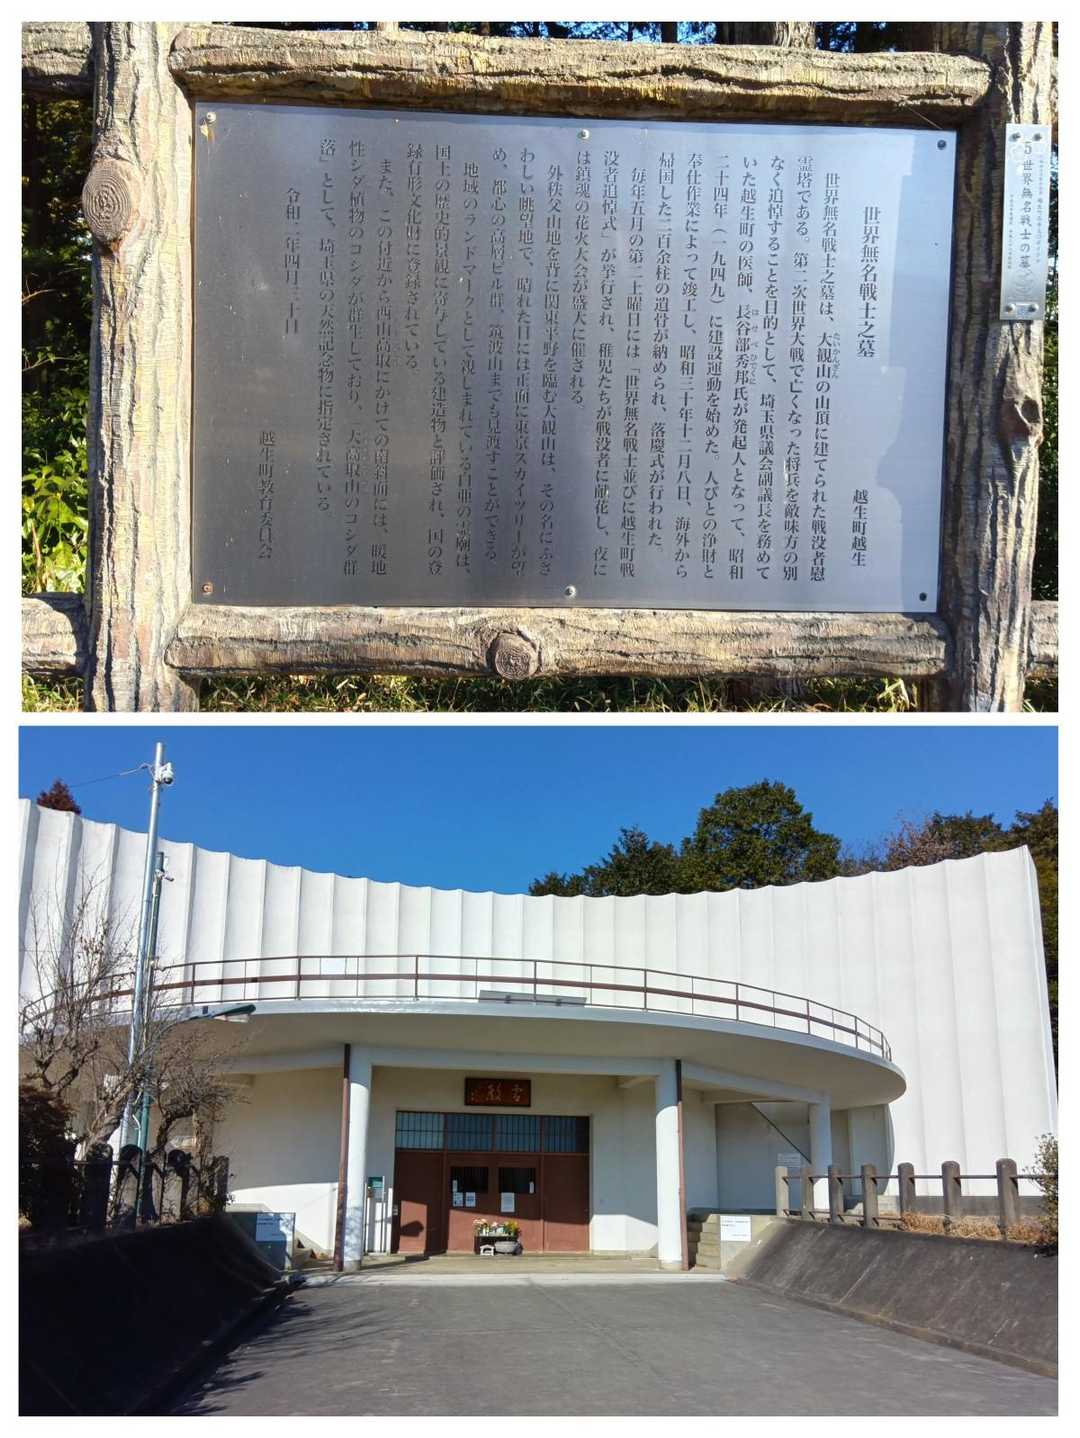 世界無名戦士之墓
越生町越生
世界無名戦士之墓は、大観山の山頂に建てられた戦没者慰
たいかんざん
霊塔である。第二次世界大戦で亡くなった将兵を敵味方の別
なく追悼することを目的として、埼玉県議会副議長を務めて
いた越生町の医師、長谷部秀邦氏が発起人となって、昭和
はせべひでくに
二十四年(一九四九)に建設運動を始めた。人びとの浄財と
奉仕作業によって竣工し、昭和三十年十二月八日、海外から
帰国した二百余柱の遺骨が納められ、落慶式が行われた。
毎年五月の第二土曜日には「世界無名戦士並びに越生町戦
没者追悼式」が挙行され、稚児たちが戦没者に献花し、夜に
は鎮魂の花火大会が盛大に催される。
外秩父山地を背に関東平野を臨む大観山は、その名にふさ
わしい眺望地で、晴れた日には正面に東京スカイツリーが望
め、都心の高層ビル群、筑波山までも見渡すことができる。
地域のランドマークとして親しまれている白亜の霊廟は、
国土の歴史的景観に寄与している建造物と評価され、国の登
録有形文化財に登録されている。
また、この付近から西山高取にかけての南斜面には、暖地
性シダ植物のコシダが群生しており、「大高取山のコシダ群
落」として、埼玉県の天然記念物に指定されている。
令和二年四月三十日
越生町教育委員会
5 世界無名戦士の墓
霊殿